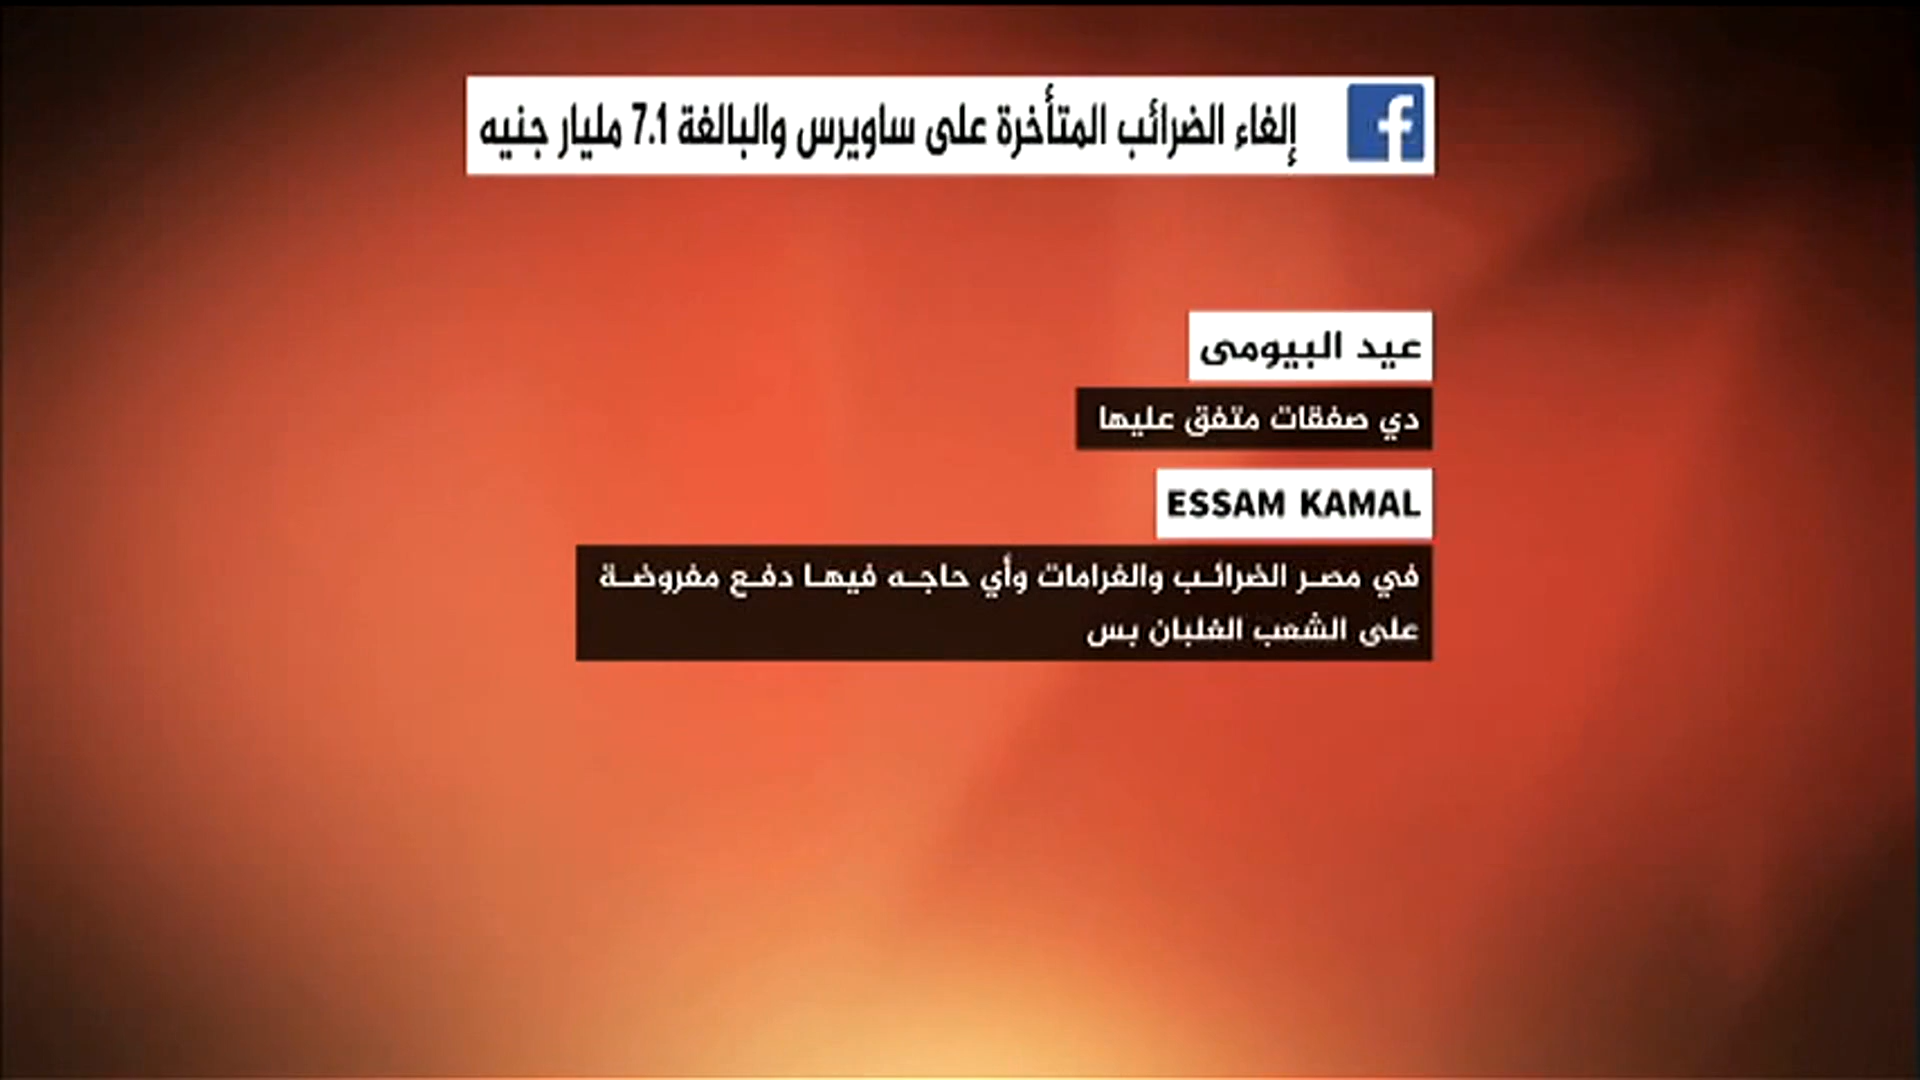 إلغاء الضرائب المتأخرة على ساويرس والبالغة 7.1 مليار جنيه
عيد البيومى
دي صفقات متفق عليها
ESSAM KAMAL
في مصر الضرائب والغرامات وأي حاجه فيها دفع مفروضة
على الشعب الغلبان بس